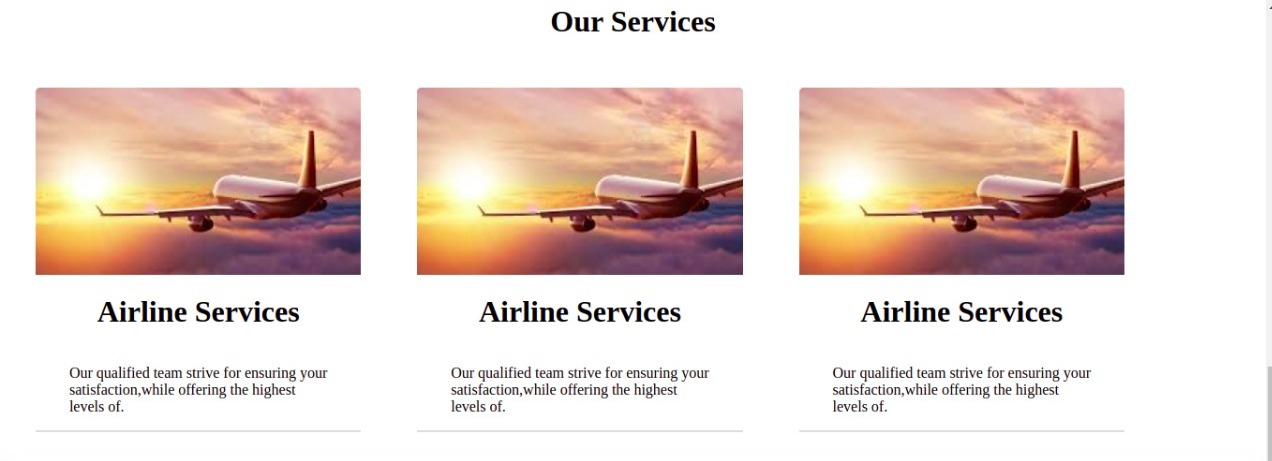 Our Services
Airline Services
Airline Services
Airline Services
Our qualified team strive for ensuring your
satisfaction,while offering the highest
levels of.
Our qualified team strive for ensuring your
satisfaction,while offering the highest
levels of.
Our qualified team strive for ensuring your
satisfaction,while offering the highest
levels of.